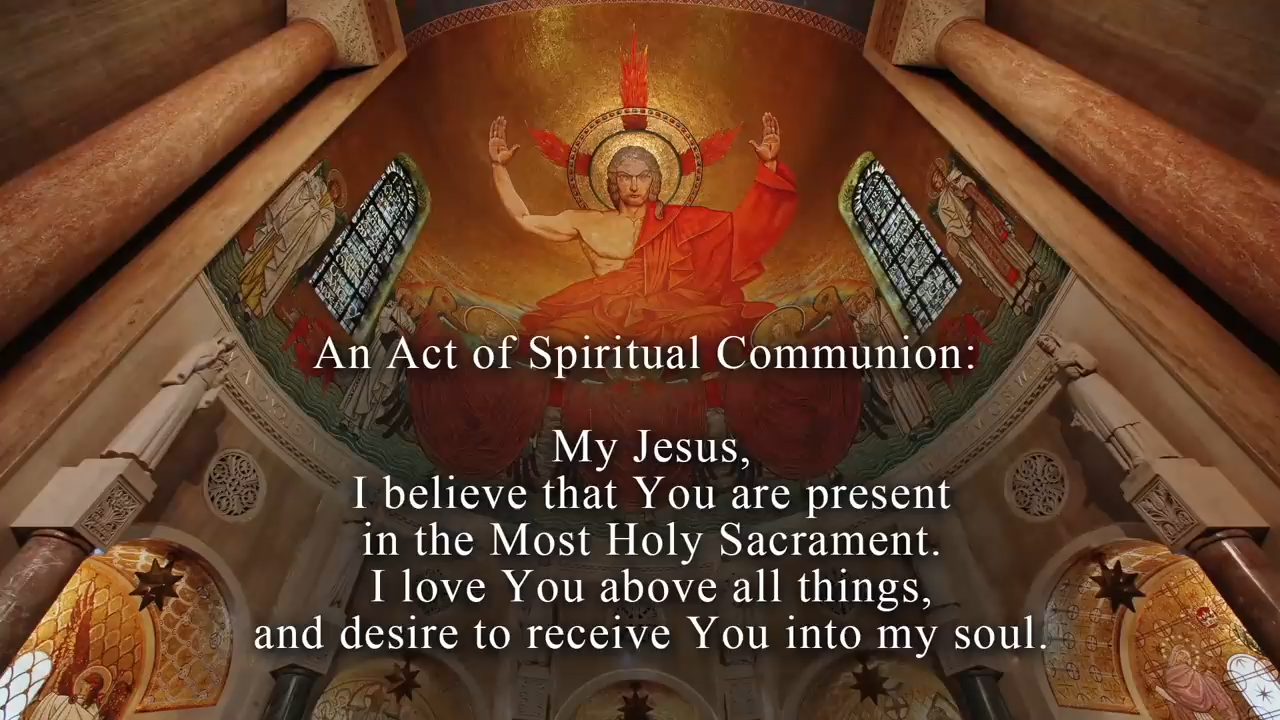 An Act of Spiritual Communion:
My Jesus,
I believe that You are present
in the Most Holy Sacrament.
I love You above all things,
and desire to receive You into my soul.